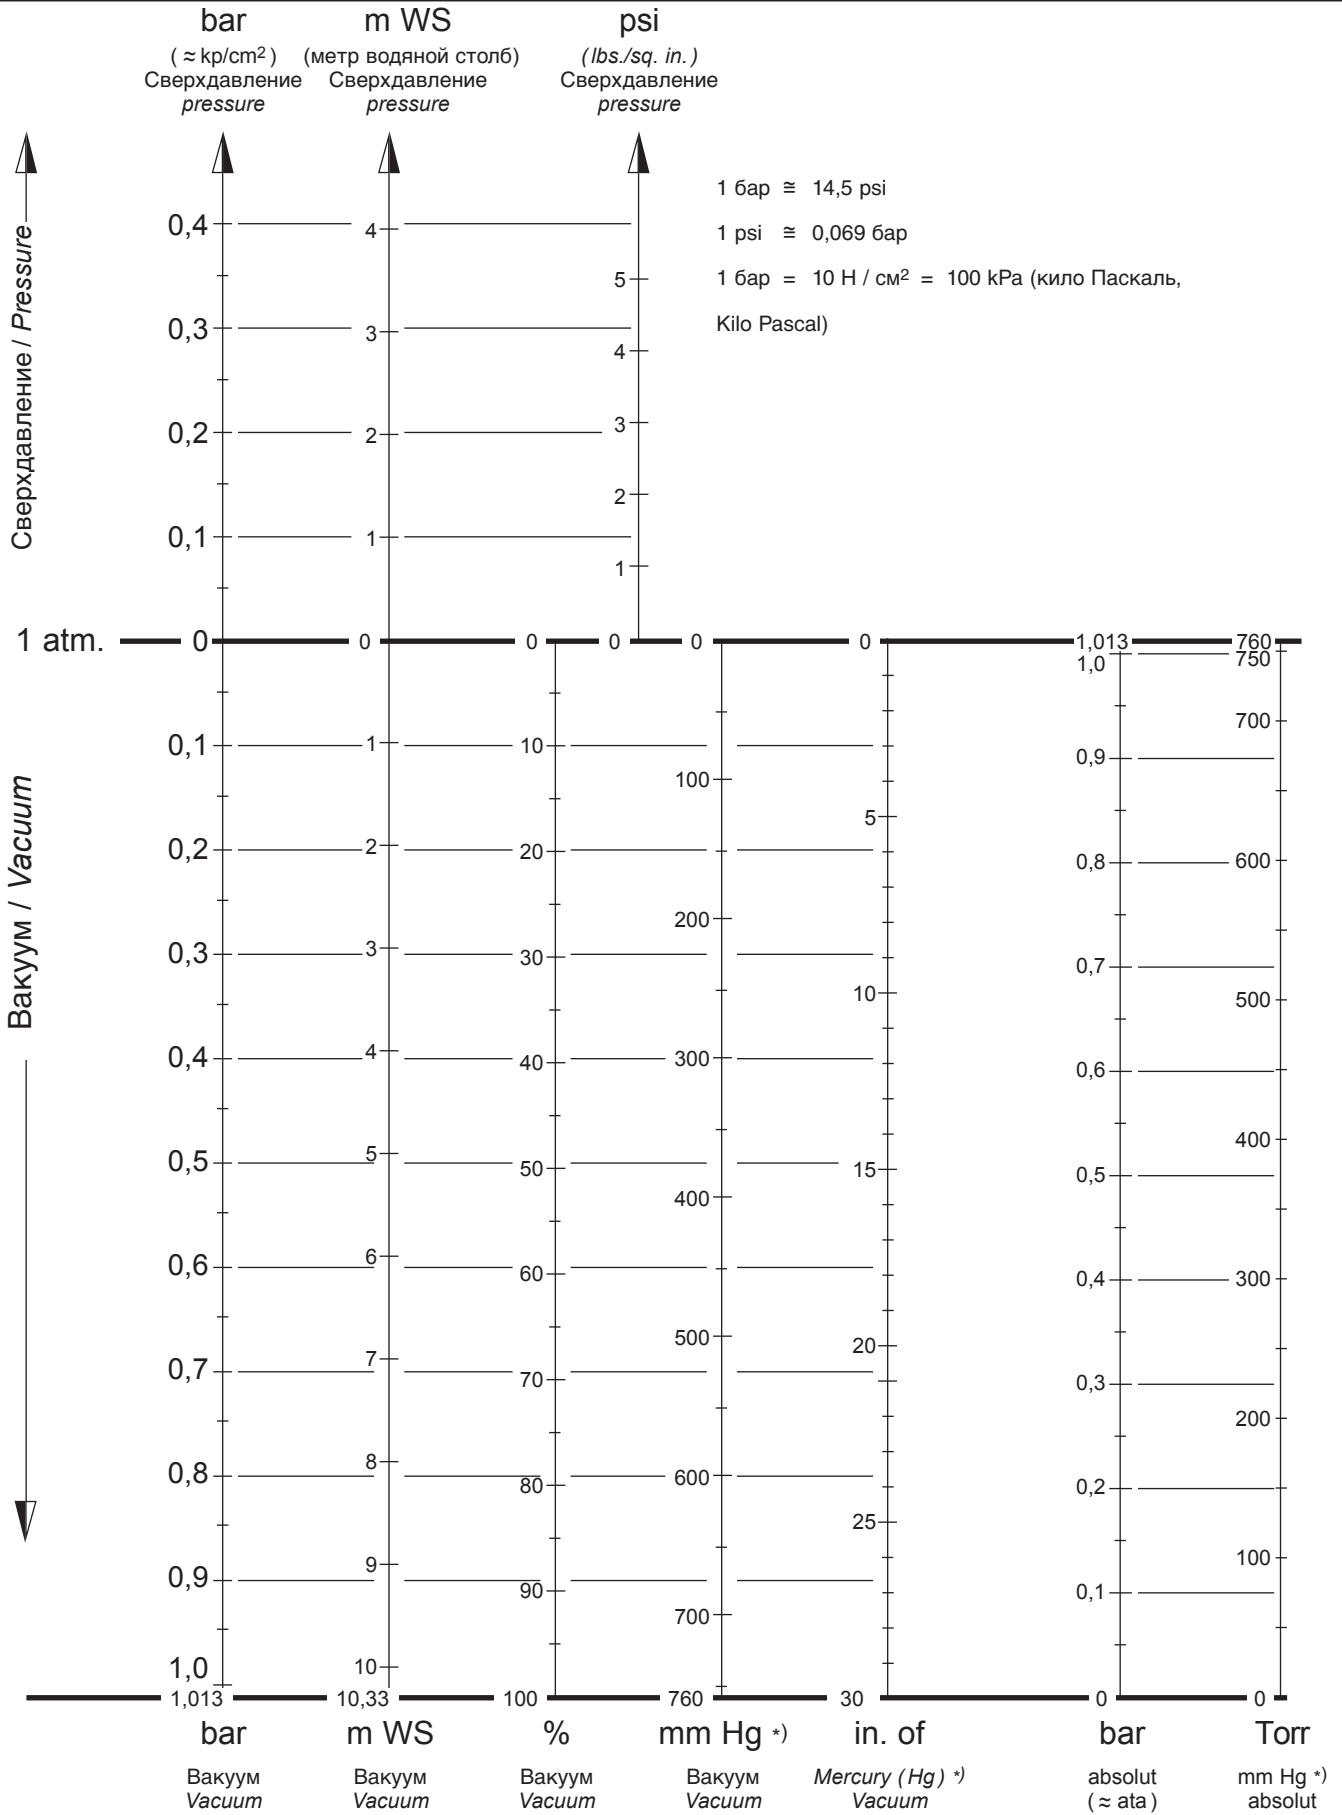 bar m WS psi
( ≈ kp/cm²) (метр водяной столб) (lbs./sq. in.)
Сверхдавление Сверхдавление Сверхдавление
pressure pressure pressure
1 бар ≅ 14,5 psi
1 psi ≅ 0,069 бар
1 бар = 10 Н / см² = 100 kPa (кило Паскаль,
Kilo Pascal)
Сверхдавление / Pressure
0,4 4
5
0,3 3
4
3
0,2 2
2
0,1 1
1
1 atm. 0 0 0 0 0 0 1,013 760
1,0 750
700
Вакуум / Vacuum
0,1 1 10 0,9
100
5
0,2 2 20 0,8 600
200
0,3 3 30 0,7
10 500
0,4 4 40 300 0,6
400
0,5 5 50 15 0,5
400
0,6 6 60 0,4 300
500 20
0,7 7 70 0,3
200
0,8 8 80 600 0,2
25
100
0,9 9 90 0,1
700
1,0 10
1,013 10,33 100 760 30 0 0
bar m WS % mm Hg *) in. of bar Torr
Вакуум Вакуум Вакуум Вакуум Mercury (Hg) *) absolut mm Hg *)
Vacuum Vacuum Vacuum Vacuum Vacuum ( ≈ ata ) absolut